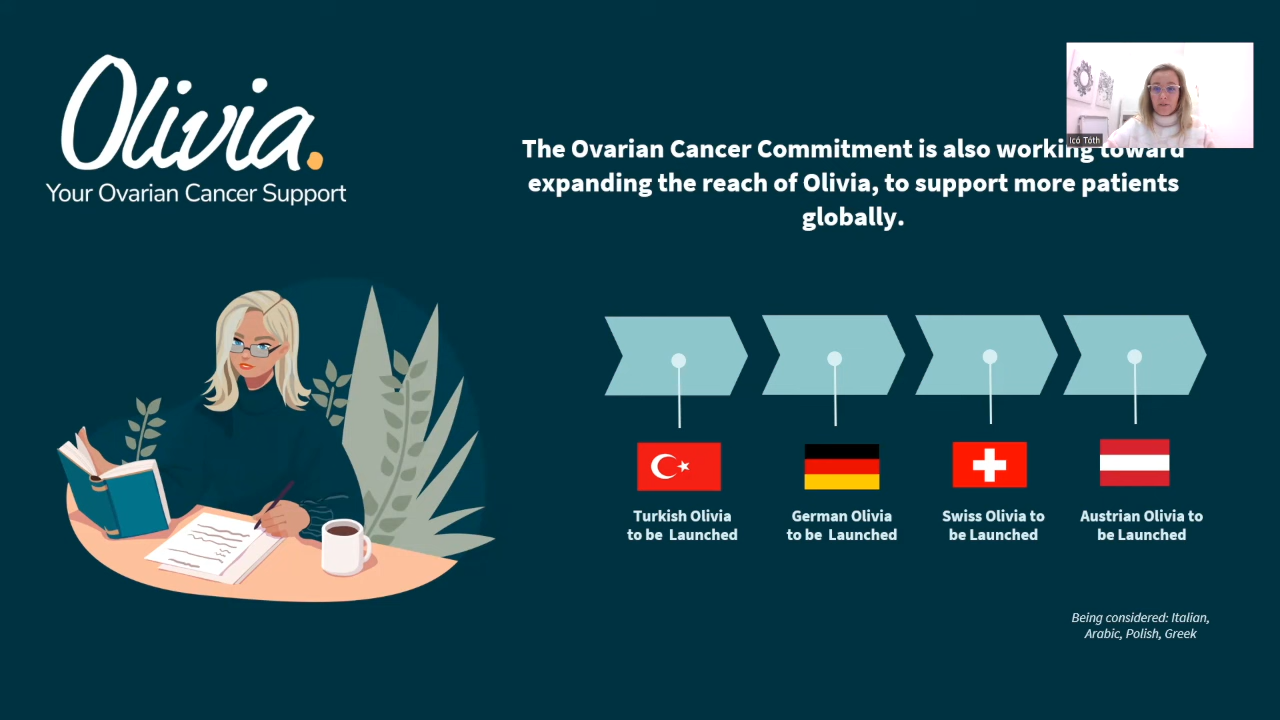 Olivia.
Your Ovarian Cancer Support
Icó Tóth
The Ovarian Cancer Commitment is also working toward
expanding the reach of Olivia, to support more patients
globally.
Turkish Olivia
to be Launched
German Olivia
to be Launched
Swiss Olivia to
be Launched
Austrian Olivia to
be Launched
Being considered: Italian,
Arabic, Polish, Greek